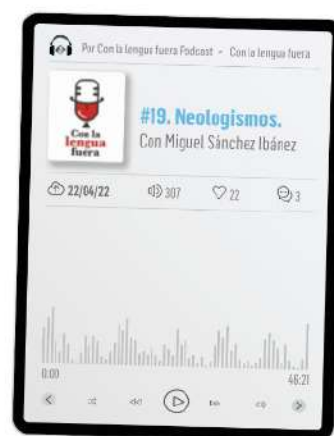 Por Con la lengua fuera Podcast - Con la lengua fuera
Con la
lengua
fuera
#19. Neologismos.
Con Miguel Sánchez Ibánez
22/04/22
307
22
3
0:00
46:21